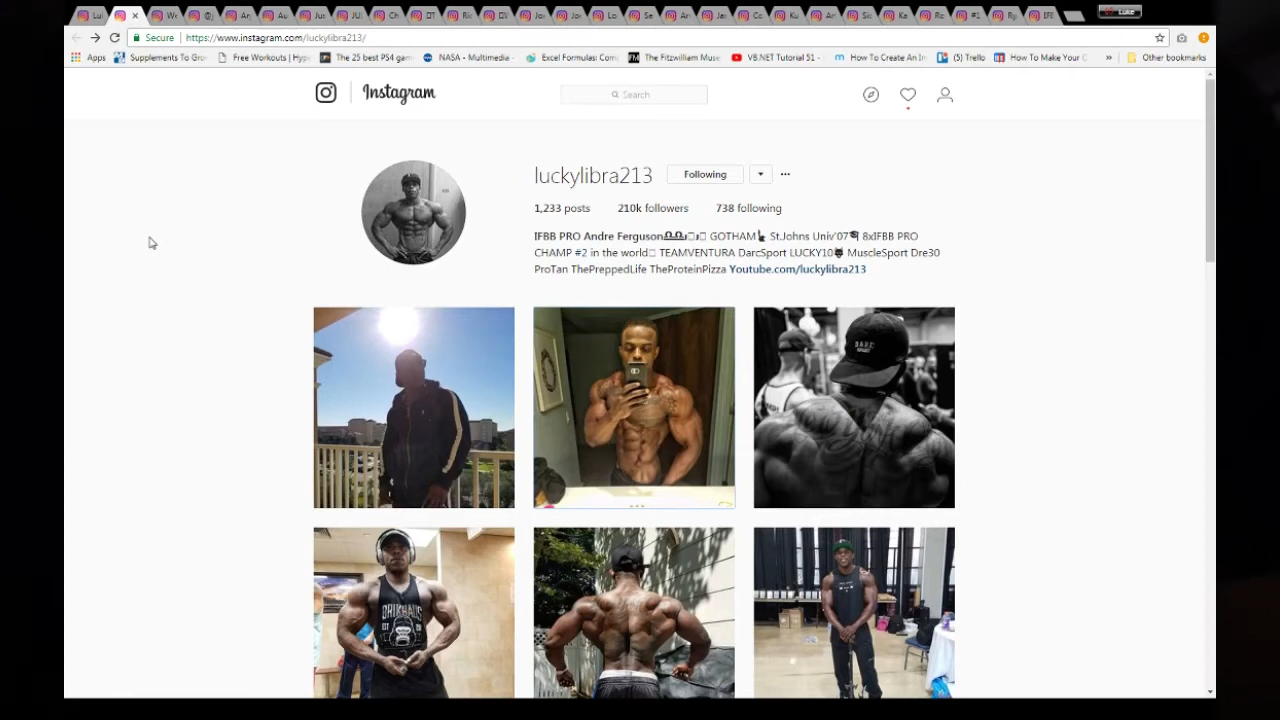 Secure https://www.instagram.com/luckylibra213/
Apps Supplements To Gro Free Workouts | Hype The 25 best PS4 game NASA - Multimedia - Excel Formulas: Com The Fitzwilliam Muse VB.NET Tutorial 51 - How To Create An In (5) Trello How To Make Your C » Other bookmarks
Instagram Search
luckylibra213 Following
1,233 posts 210k followers 738 following
IFBB PRO Andre Ferguson GOTHAM St.Johns Univ'07 8xIFBB PRO
CHAMP #2 in the world TEAMVENTURA DarcSport LUCKY10 MuscleSport Dre30
ProTan ThePreppedLife TheProteinPizza Youtube.com/luckylibra213
DARC
SPORT